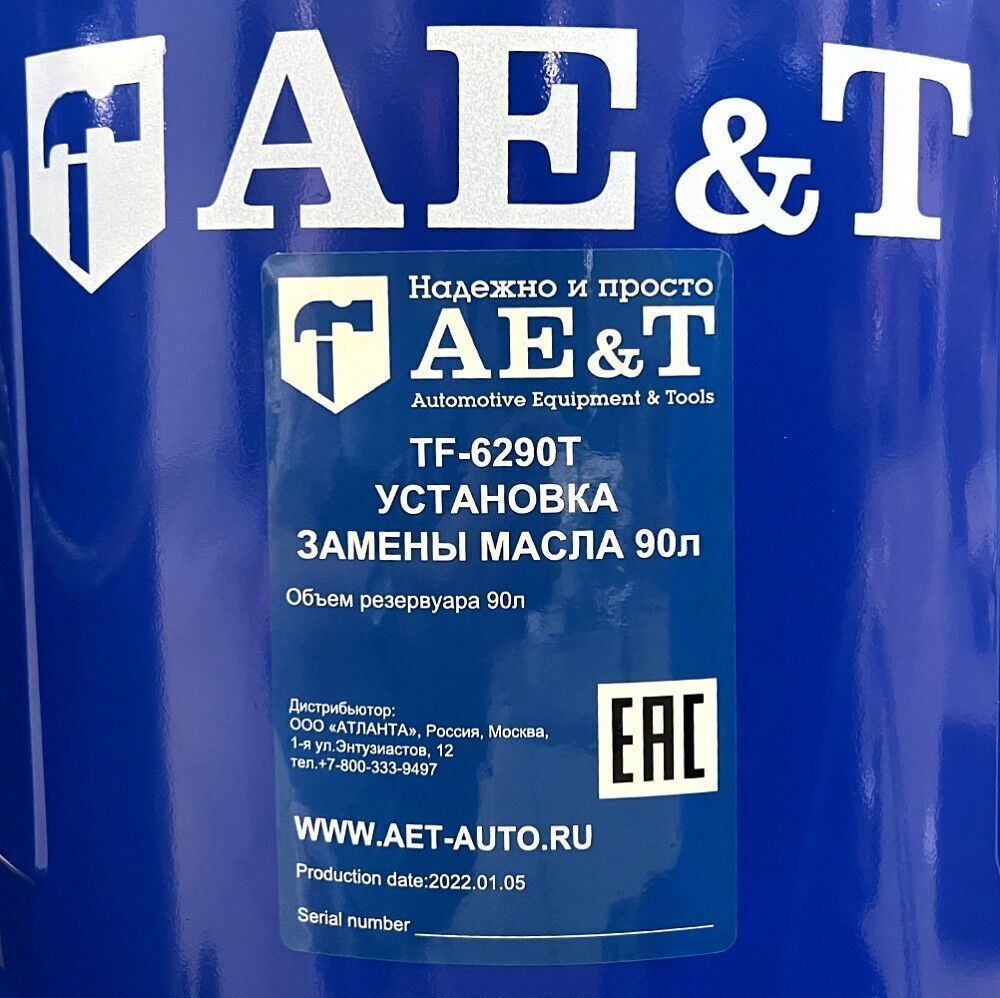 AE&T
Надежно и просто
AE&T
Automotive Equipment & Tools
TF-6290T
УСТАНОВКА
ЗАМЕНЫ МАСЛА 90л
Объем резервуара 90л
Дистрибьютор:
ООО «АТЛАНТА», Россия, Москва,
1-я ул.Энтузиастов, 12
тел.+7-800-333-9497
EAC
WWW.AET-AUTO.RU
Production date:2022.01.05
Serial number